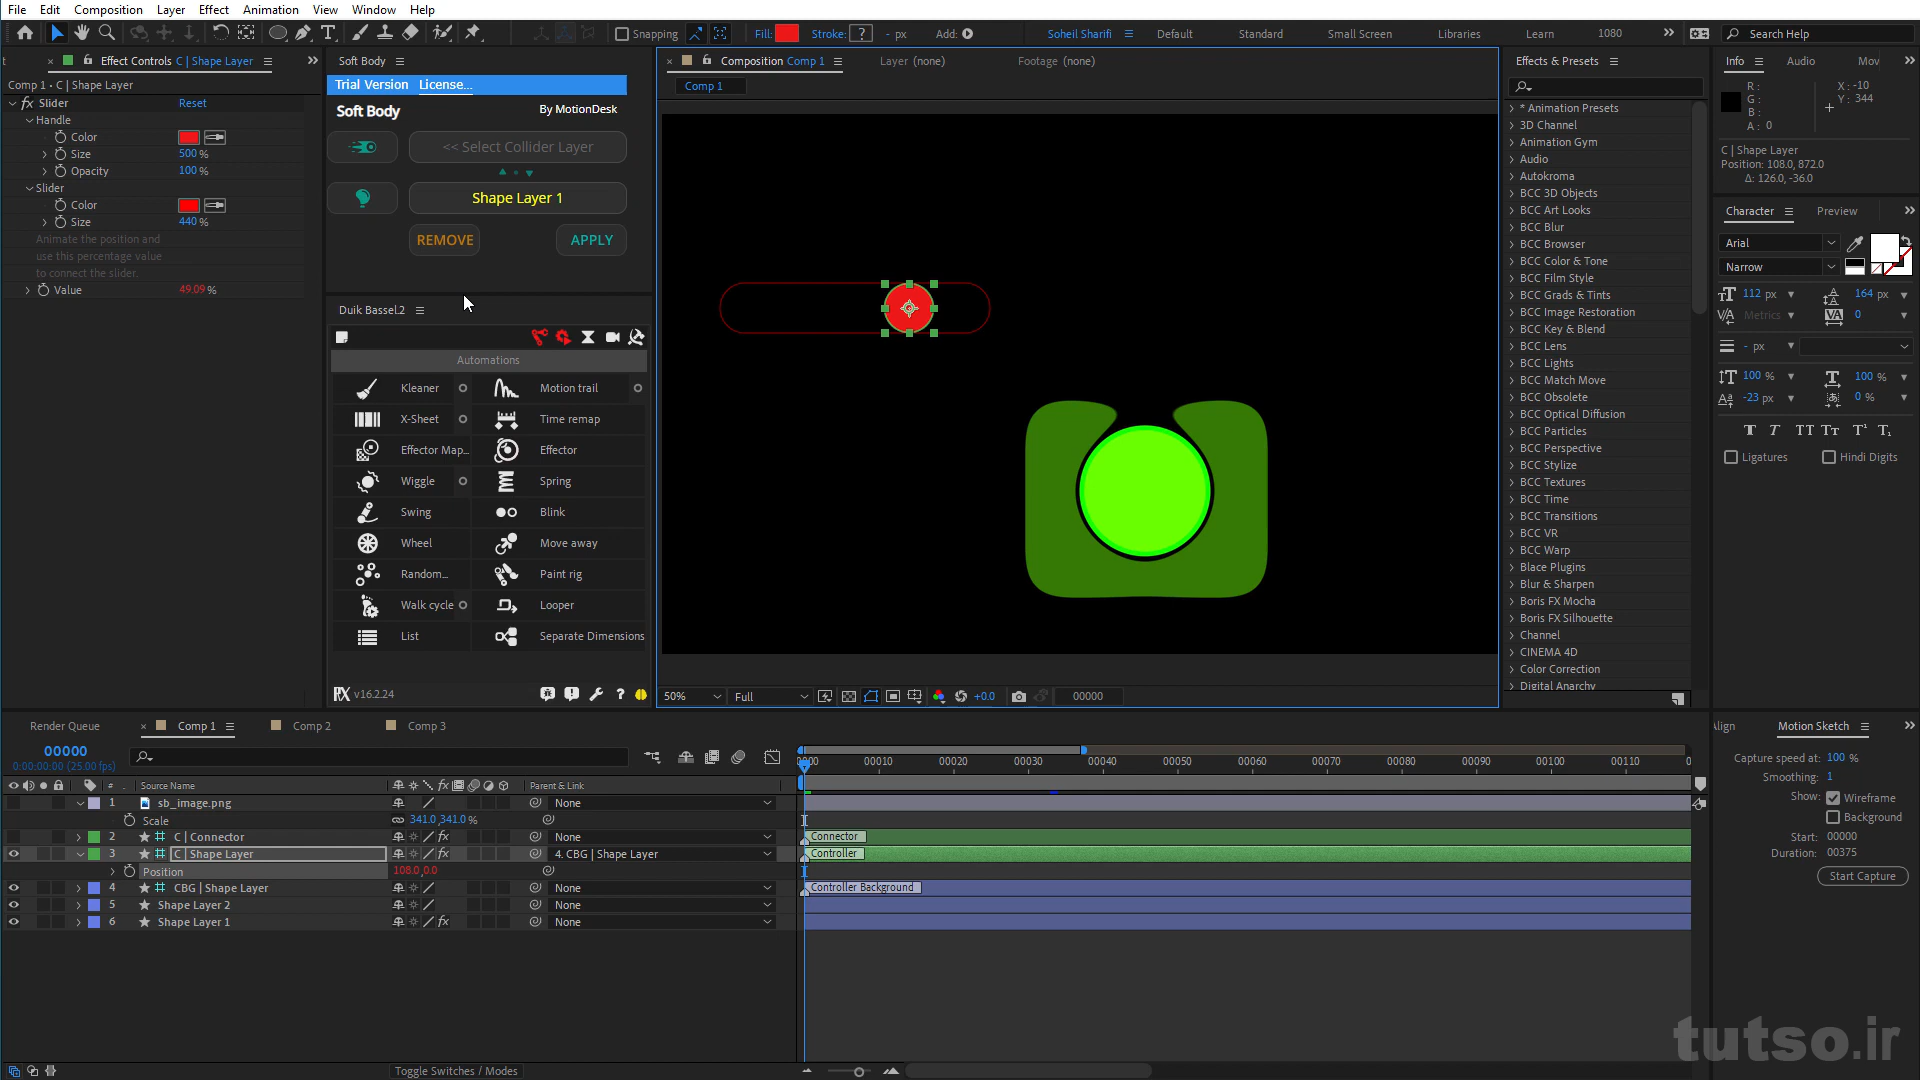 File Edit Composition Layer Effect Animation View Window Help
Snapping Fill: Stroke: ? - px Add: Soheil Sharifi Default Standard Small Screen Libraries Learn 1080 Search Help
t × Effect Controls C | Shape Layer
Comp 1 • C | Shape Layer
fx Slider Reset
Handle
Color
Size 500 %
Opacity 100 %
Slider
Color
Size 440 %
Animate the position and
use this percentage value
to connect the slider.
Value 49.09 %
Soft Body
Trial Version License...
Soft Body By MotionDesk
<< Select Collider Layer
Shape Layer 1
REMOVE APPLY
Duik Bassel.2
Automations
Kleaner Motion trail
X-Sheet Time remap
Effector Map... Effector
Wiggle Spring
Swing Blink
Wheel Move away
Random... Paint rig
Walk cycle Looper
List Separate Dimensions
RX v16.2.24
× Composition Comp 1 Layer (none) Footage (none)
Comp 1
50% Full +0.0 00000
Effects & Presets
* Animation Presets
3D Channel
Animation Gym
Audio
Autokroma
BCC 3D Objects
BCC Art Looks
BCC Blur
BCC Browser
BCC Color & Tone
BCC Film Style
BCC Grads & Tints
BCC Image Restoration
BCC Key & Blend
BCC Lens
BCC Lights
BCC Match Move
BCC Obsolete
BCC Optical Diffusion
BCC Particles
BCC Perspective
BCC Stylize
BCC Textures
BCC Time
BCC Transitions
BCC VR
BCC Warp
Blace Plugins
Blur & Sharpen
Boris FX Mocha
Boris FX Silhouette
Channel
CINEMA 4D
Color Correction
Digital Anarchy
Info Audio Mov
R : X : -10
G : Y : 344
B :
A : 0
C | Shape Layer
Position: 108.0, 872.0
Δ: 126.0, -36.0
Character Preview
Arial
Narrow
112 px 164 px
Metrics 0
- px
100 % 100 %
-23 px 0 %
T T TT Tт T¹ T₁
Ligatures Hindi Digits
Render Queue × Comp 1 Comp 2 Comp 3
00000
0:00:00:00 (25.00 fps)
# Source Name fx Parent & Link
1 sb_image.png None
Scale 341.0,341.0 %
2 C | Connector fx None
3 C | Shape Layer fx 4. CBG | Shape Layer
Position 108.0,0.0
4 CBG | Shape Layer None
5 Shape Layer 2 None
6 Shape Layer 1 fx None
0000 00010 00020 00030 00040 00050 00060 00070 00080 00090 00100 00110 0
Connector
Controller
Controller Background
Toggle Switches / Modes
Align Motion Sketch
Capture speed at: 100 %
Smoothing: 1
Show: Wireframe
Background
Start: 00000
Duration: 00375
Start Capture
tutso.ir